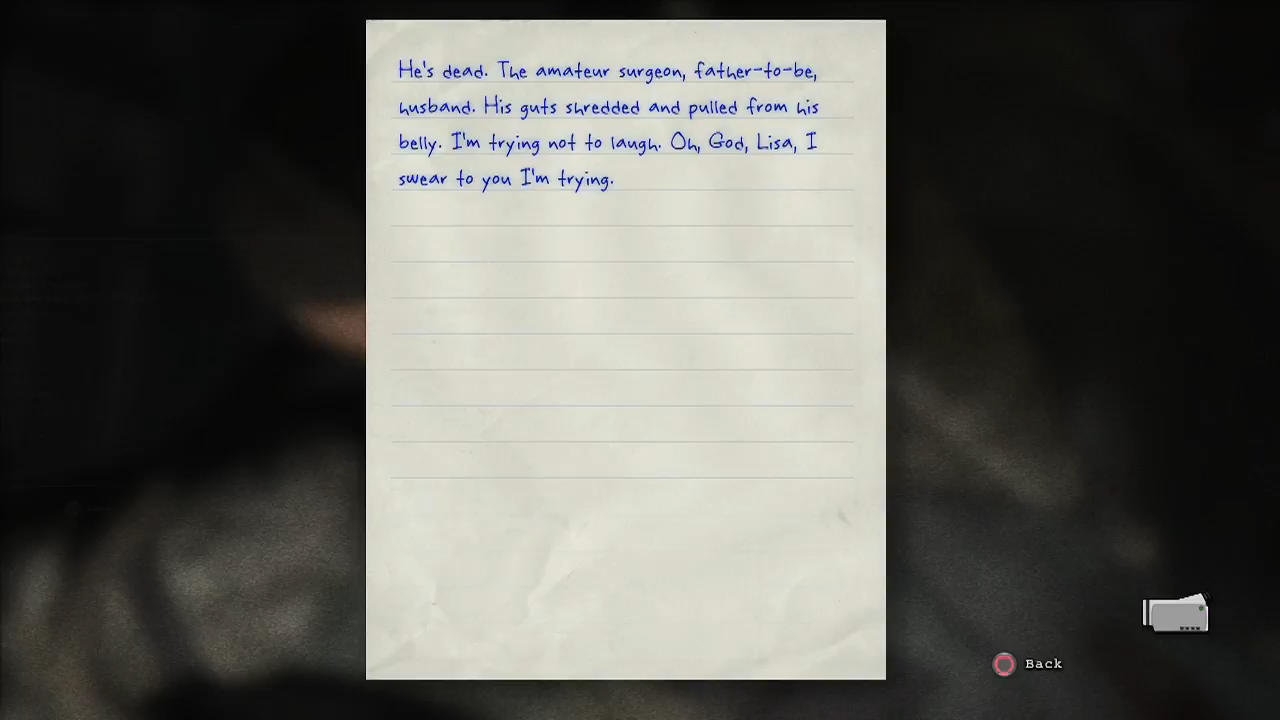 He's dead. The amateur surgeon, father-to-be,
husband. His guts shredded and pulled from his
belly. I'm trying not to laugh. Oh, God, Lisa, I
swear to you I'm trying.
Back